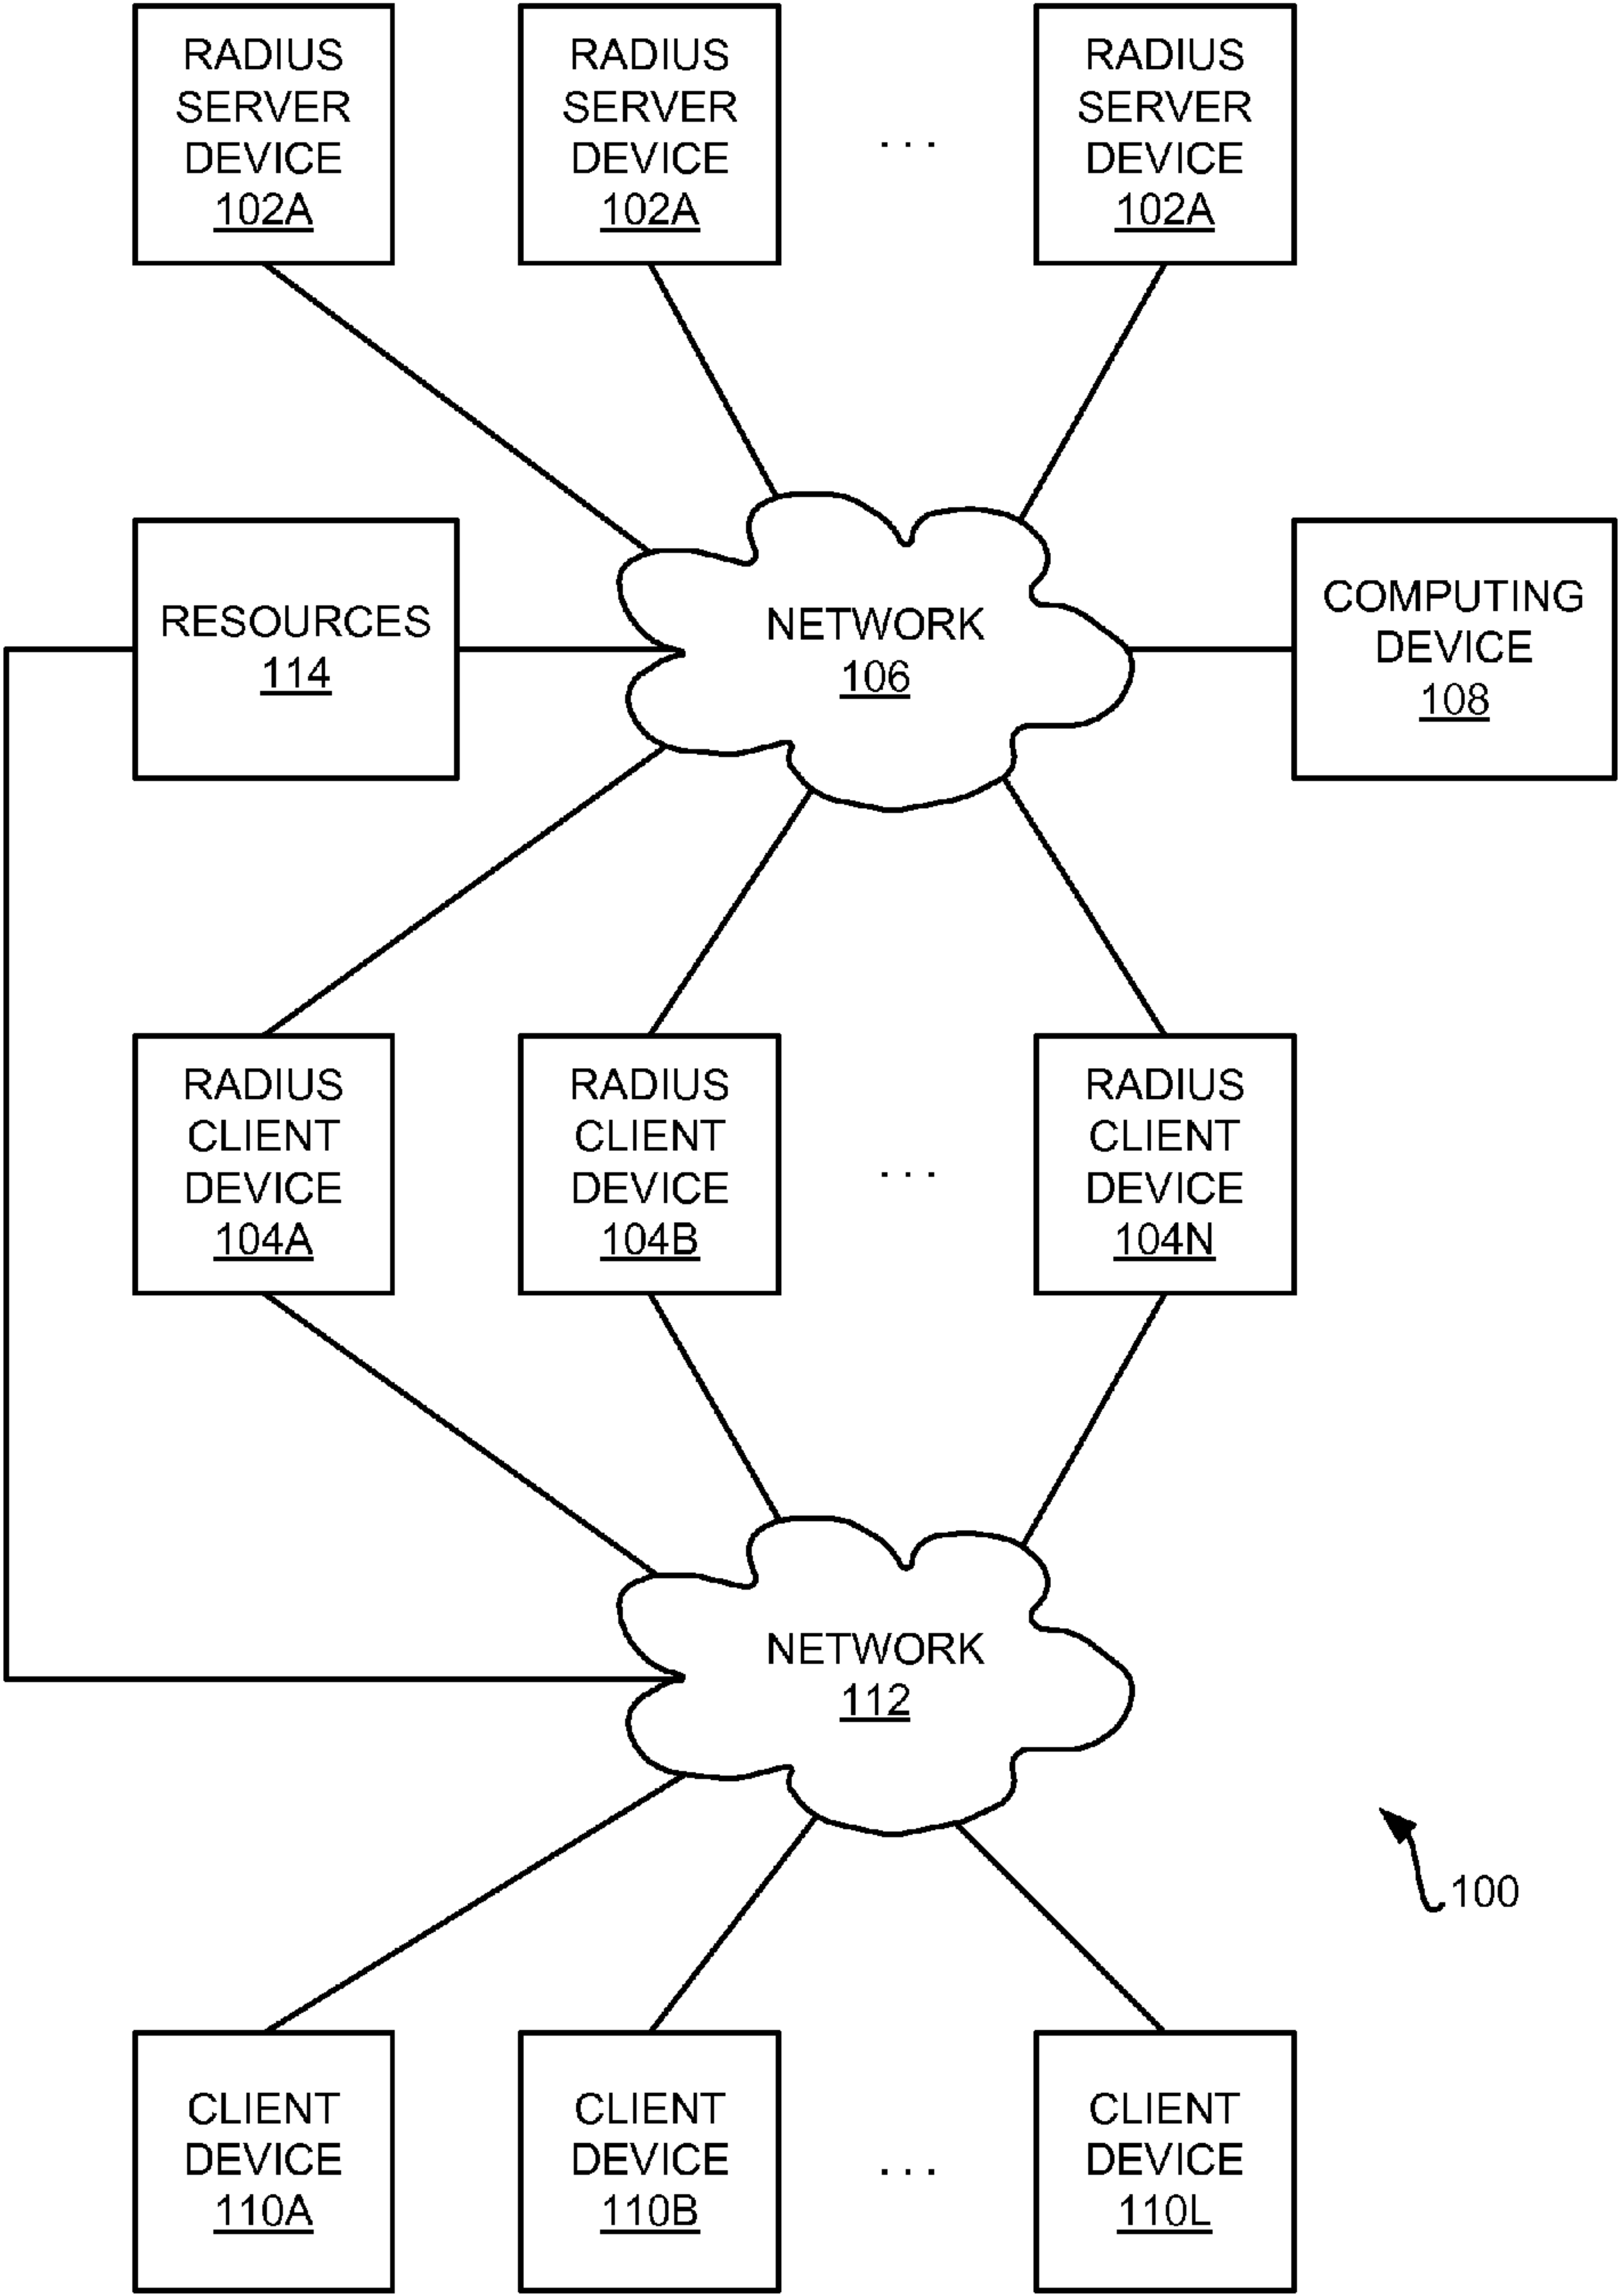 RADIUS
SERVER
DEVICE
102A
RADIUS
SERVER
DEVICE
102A
. . .
RADIUS
SERVER
DEVICE
102A
RESOURCES
114
NETWORK
106
COMPUTING
DEVICE
108
RADIUS
CLIENT
DEVICE
104A
RADIUS
CLIENT
DEVICE
104B
. . .
RADIUS
CLIENT
DEVICE
104N
NETWORK
112
100
CLIENT
DEVICE
110A
CLIENT
DEVICE
110B
. . .
CLIENT
DEVICE
110L